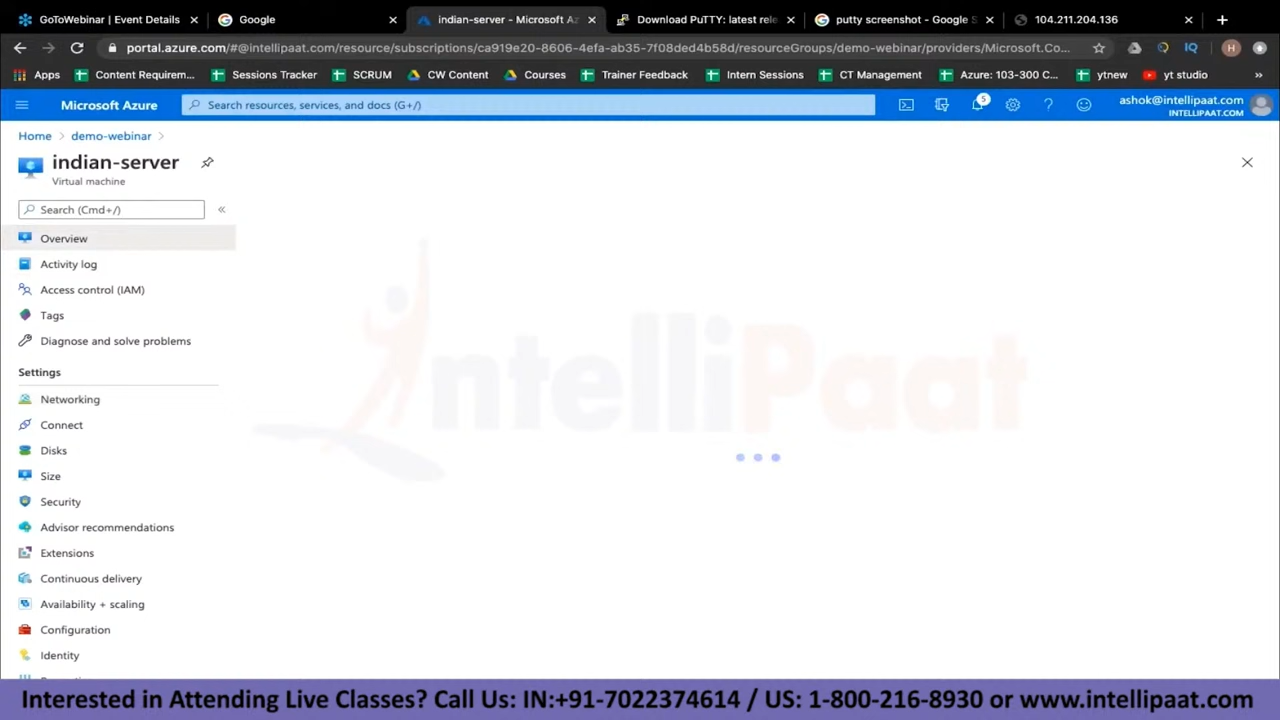 GoToWebinar | Event Details
Google
indian-server - Microsoft Az
Download PuTTY: latest rele
putty screenshot - Google S
104.211.204.136
portal.azure.com/#@intellipaat.com/resource/subscriptions/ca919e20-8606-4efa-ab35-7f08ded4b58d/resourceGroups/demo-webinar/providers/Microsoft.Co...
H
Apps
Content Requirem...
Sessions Tracker
SCRUM
CW Content
Courses
Trainer Feedback
Intern Sessions
CT Management
Azure: 103-300 C...
ytnew
yt studio
»
Microsoft Azure
Search resources, services, and docs (G+/)
5
ashok@intellipaat.com
INTELLIPAAT.COM
Home > demo-webinar >
indian-server
Virtual machine
Search (Cmd+/)
«
Overview
Activity log
Access control (IAM)
Tags
Diagnose and solve problems
Settings
Networking
Connect
Disks
Size
Security
Advisor recommendations
Extensions
Continuous delivery
Availability + scaling
Configuration
Identity
IntelliPaat
Interested in Attending Live Classes? Call Us: IN:+91-7022374614 / US: 1-800-216-8930 or www.intellipaat.com